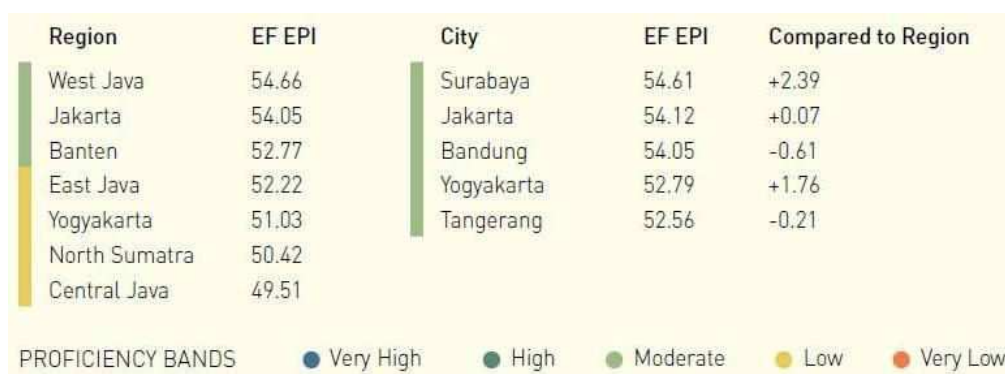 Region EF EPI City EF EPI Compared to Region
West Java 54.66 Surabaya 54.61 +2.39
Jakarta 54.05 Jakarta 54.12 +0.07
Banten 52.77 Bandung 54.05 -0.61
East Java 52.22 Yogyakarta 52.79 +1.76
Yogyakarta 51.03 Tangerang 52.56 -0.21
North Sumatra 50.42
Central Java 49.51
PROFICIENCY BANDS Very High High Moderate Low Very Low